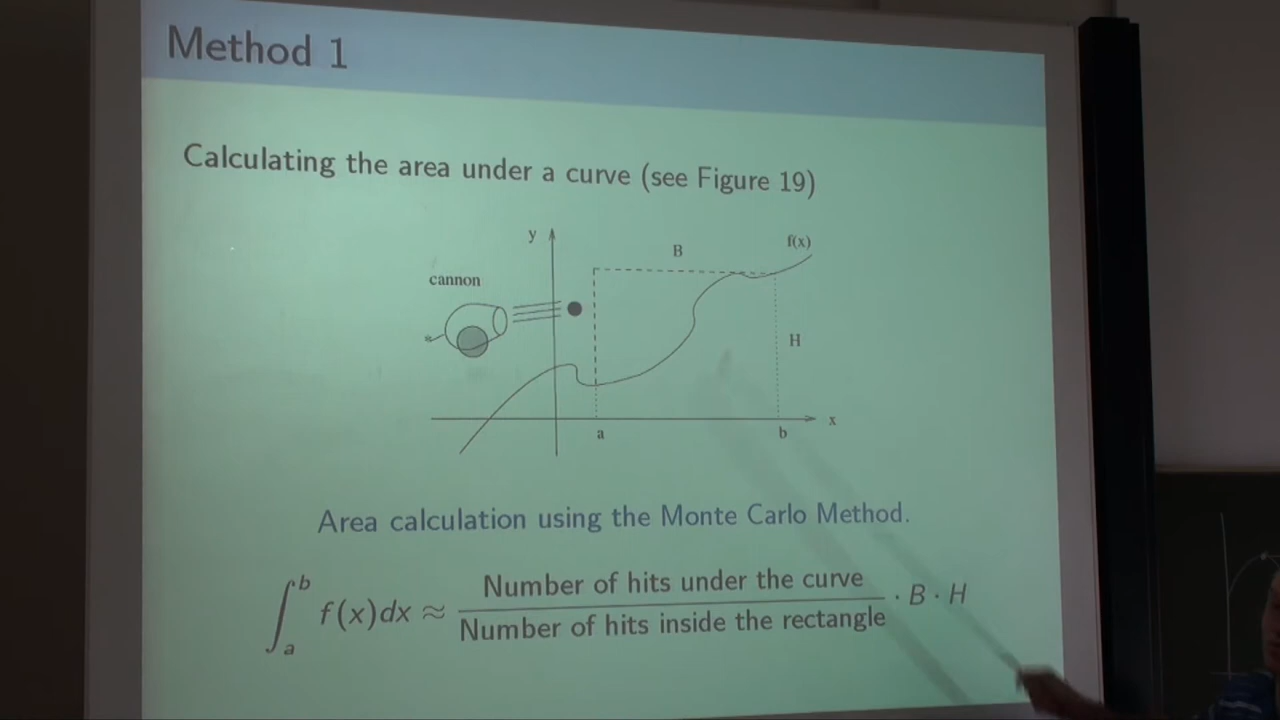 Method 1
Calculating the area under a curve (see Figure 19)
y
B
f(x)
cannon
H
x
a
b
Area calculation using the Monte Carlo Method.
∫_a^b f(x)dx ≈ Number of hits under the curve / Number of hits inside the rectangle · B · H